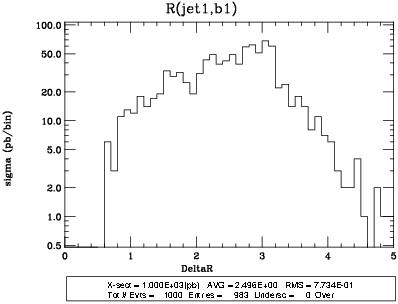 R(jet1,b1)
100.0
50.0
20.0
10.0
5.0
2.0
1.0
0.5
sigma (pb/bin)
0 1 2 3 4 5
DeltaR
X-sect = 1.000E+03(pb) AVG = 2.496E+00 RMS = 7.734E-01
Tot # Evts = 1000 Entries = 983 Undersc = 0 Over